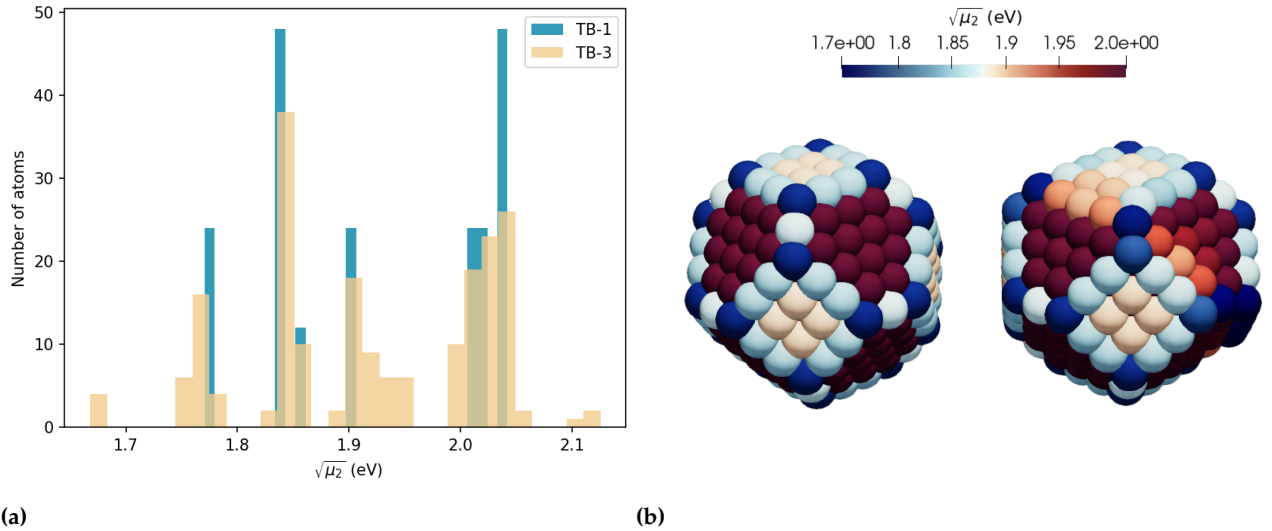 50
40
30
20
10
0
Number of atoms
TB-1
TB-3
1.7 1.8 1.9 2.0 2.1
√μ₂ (eV)
(a)
√μ₂ (eV)
1.7e+00 1.8 1.85 1.9 1.95 2.0e+00
(b)